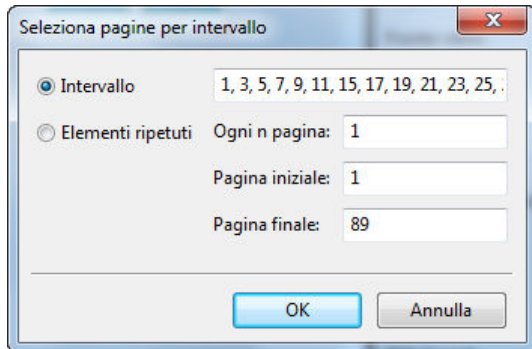 Seleziona pagine per intervallo
Intervallo 1, 3, 5, 7, 9, 11, 15, 17, 19, 21, 23, 25,
Elementi ripetuti Ogni n pagina: 1
Pagina iniziale: 1
Pagina finale: 89
OK Annulla